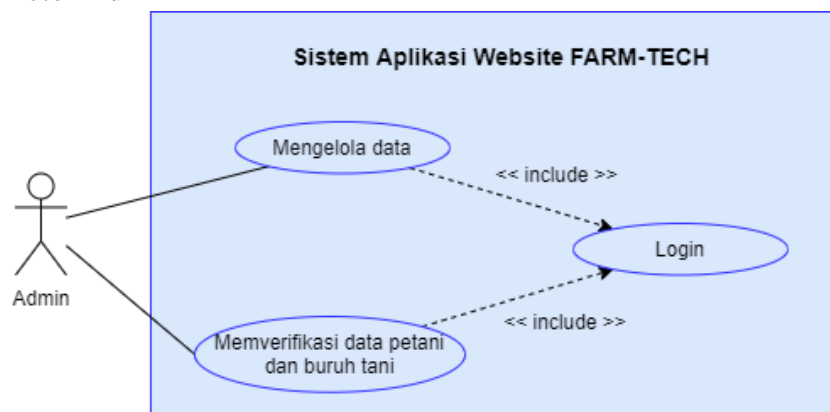 Sistem Aplikasi Website FARM-TECH
Mengelola data
<< include >>
Login
Admin
<< include >>
Memverifikasi data petani
dan buruh tani